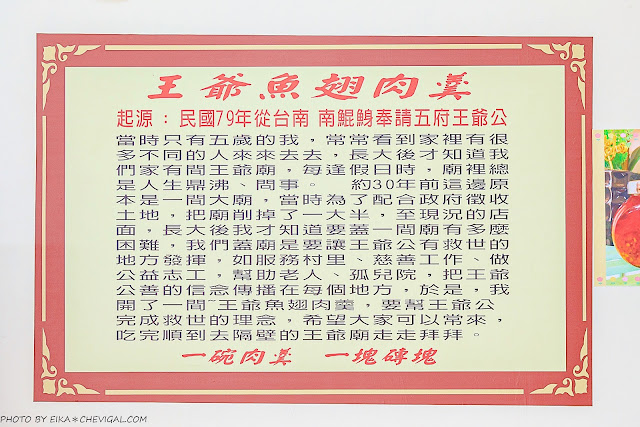 王爺魚翅肉羹
起源：民國79年從台南 南鯤鯓奉請五府王爺公
當時只有五歲的我，常常看到家裡有很
多不同的人來來去去，長大後才知道我
們家有間王爺廟，每逢假日時，廟裡總
是人生鼎沸、問事。　約30年前這邊原
本是一間大廟，當時為了配合政府徵收
土地，把廟削掉了一大半，至現況的店
面，長大後我才知道要蓋一間廟有多麼
困難，我們蓋廟是要讓王爺公有救世的
地方發揮，如服務村里、慈善工作、做
公益志工，幫助老人、孤兒院，把王爺
公善的信念傳播在每個地方，於是，我
開了一間"王爺魚翅肉羹，要幫王爺公
完成救世的理念，希望大家可以常來，
吃完順到去隔壁的王爺廟走走拜拜。
一碗肉羹　一塊磚塊
PHOTO BY EIKA＊CHEVIGAL.COM